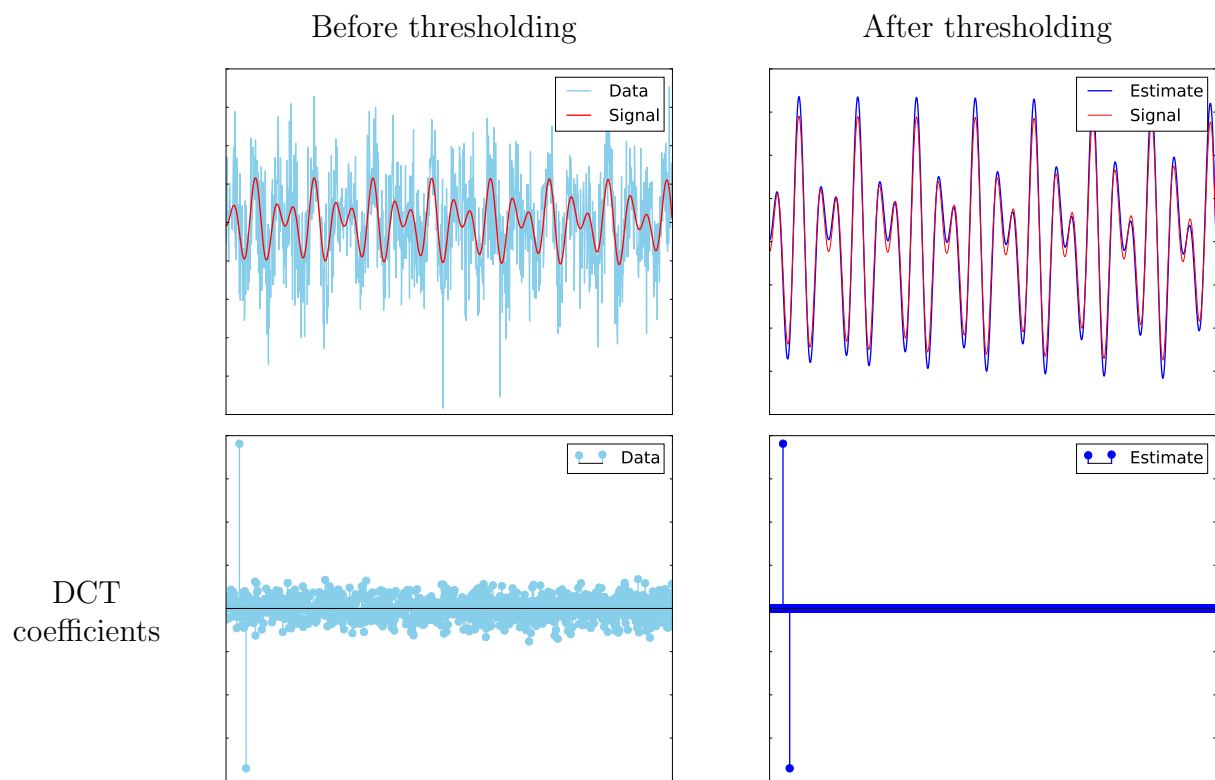 Before thresholding
After thresholding
Data
Signal
Estimate
Signal
Data
Estimate
DCT
coefficients